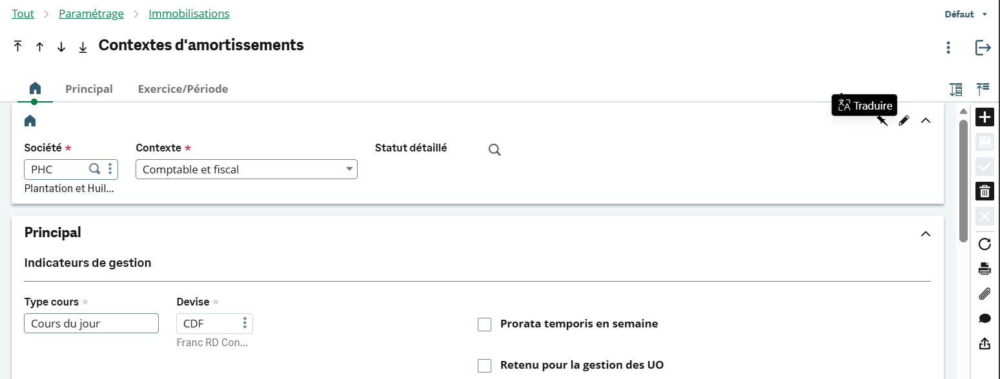 Tout > Paramétrage > Immobilisations
Défaut
Contextes d'amortissements
Principal
Exercice/Période
Traduire
Société *
Contexte *
Statut détaillé
PHC
Comptable et fiscal
Plantation et Huil...
Principal
Indicateurs de gestion
Type cours *
Devise *
Cours du jour
CDF
Prorata temporis en semaine
Franc RD Con...
Retenu pour la gestion des UO